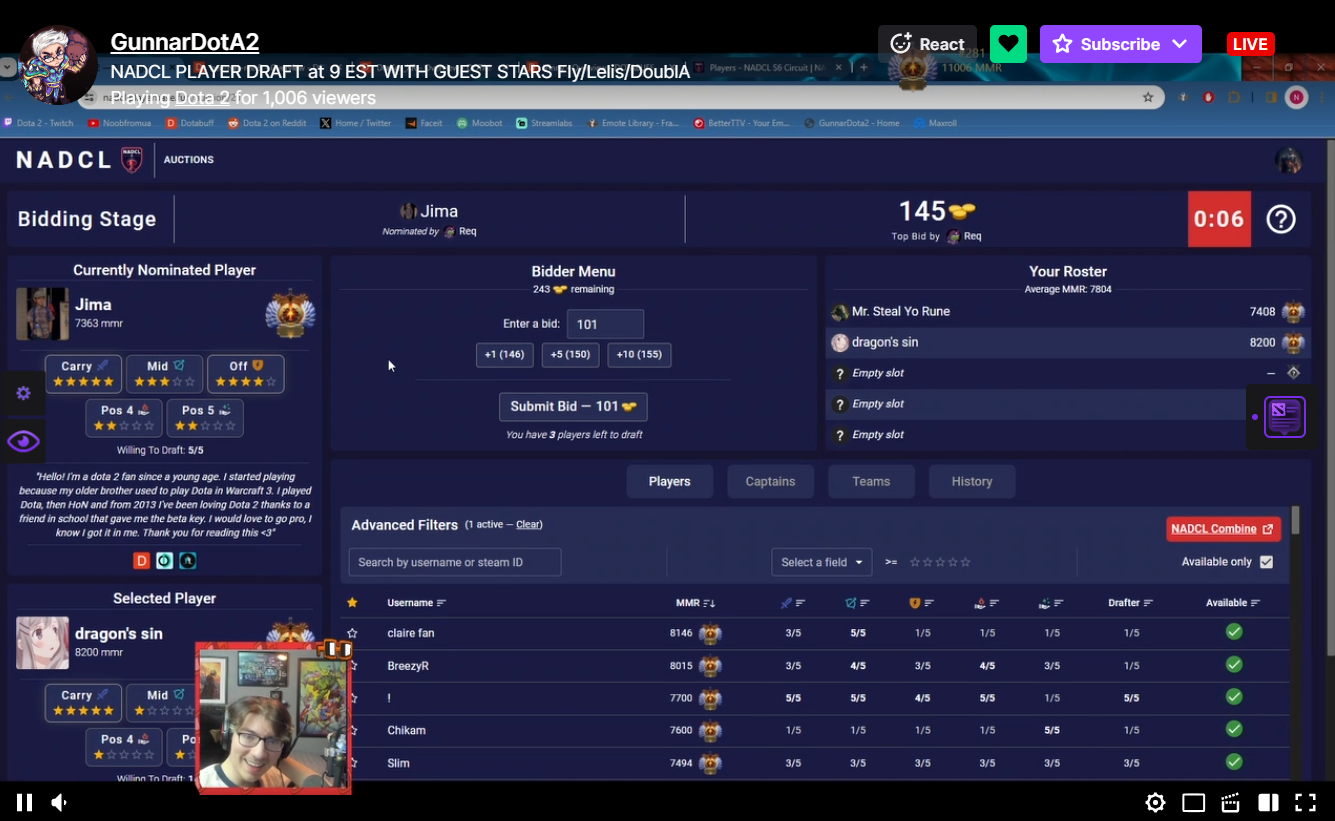 GunnarDotA2
NADCL PLAYER DRAFT at 9 EST WITH GUEST STARS Fly/Lelis/DoublA
Playing Dota 2 for 1,006 viewers
React
Subscribe
LIVE
Players - NADCL S6 Circuit | N
11006 MMR
N
Dota 2 - Twitch
Noobfromua
Dotabuff
Dota 2 on Reddit
Home / Twitter
Faceit
Moobot
Streamlabs
Emote Library - Fra...
BetterTTV - Your Em...
GunnarDota2 - Home
Maxroll
NADCL
AUCTIONS
Bidding Stage
Jima
Nominated by Req
145
Top Bid by Req
0:06
Currently Nominated Player
Jima
7363 mmr
Carry
Mid
Off
Pos 4
Pos 5
Willing To Draft: 5/5
"Hello! I'm a dota 2 fan since a young age. I started playing
because my older brother used to play Dota in Warcraft 3. I played
Dota, then HoN and from 2013 I've been loving Dota 2 thanks to a
friend in school that gave me the beta key. I would love to go pro, I
know I got it in me. Thank you for reading this <3"
D
Selected Player
dragon's sin
8200 mmr
Carry
Mid
Pos 4
Po
Willing To Draft: 1
Bidder Menu
243 remaining
Enter a bid: 101
+1 (146)
+5 (150)
+10 (155)
Submit Bid — 101
You have 3 players left to draft
Your Roster
Average MMR: 7804
Mr. Steal Yo Rune 7408
dragon's sin 8200
? Empty slot –
? Empty slot
? Empty slot
Players
Captains
Teams
History
Advanced Filters (1 active — Clear)
NADCL Combine
Search by username or steam ID
Select a field
>=
Available only
Username MMR Drafter Available
claire fan 8146 3/5 5/5 1/5 1/5 1/5 1/5
BreezyR 8015 3/5 4/5 3/5 4/5 3/5 1/5
! 7700 5/5 5/5 4/5 5/5 1/5 5/5
Chikam 7600 1/5 1/5 1/5 1/5 5/5 1/5
Slim 7494 3/5 3/5 3/5 3/5 3/5 3/5